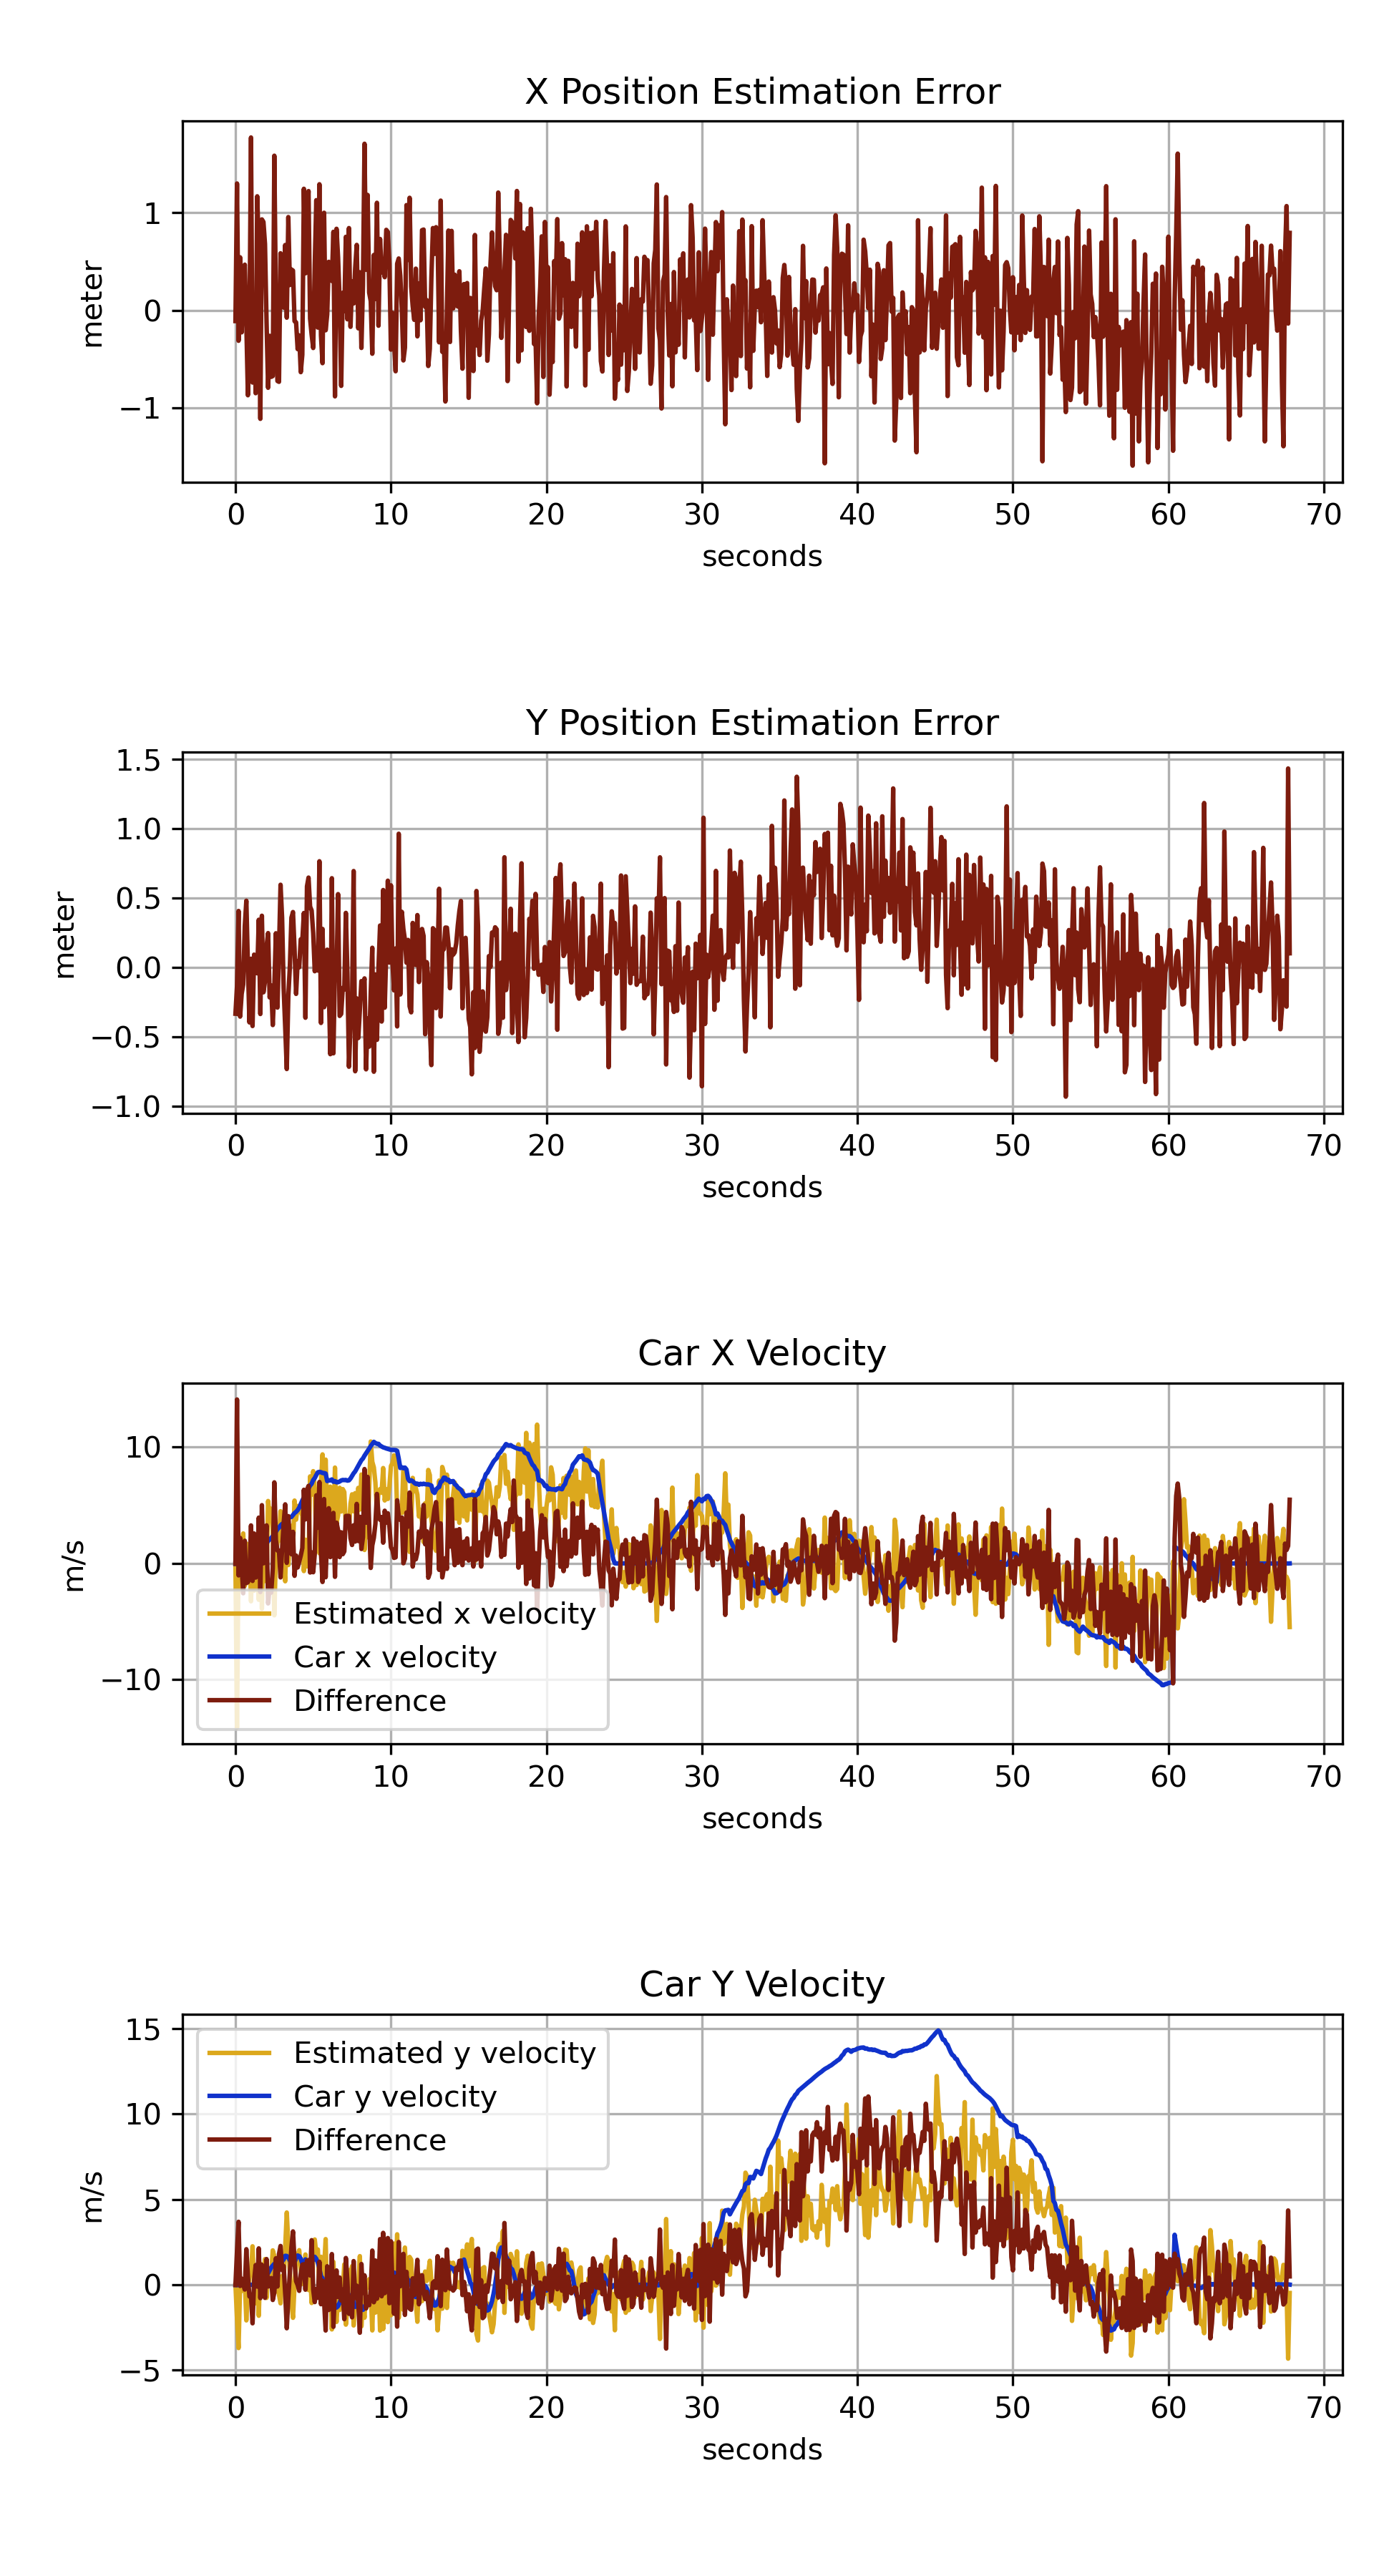 X Position Estimation Error
1
0
−1
meter
0 10 20 30 40 50 60 70
seconds
Y Position Estimation Error
1.5
1.0
0.5
0.0
−0.5
−1.0
meter
0 10 20 30 40 50 60 70
seconds
Car X Velocity
10
0
−10
m/s
Estimated x velocity
Car x velocity
Difference
0 10 20 30 40 50 60 70
seconds
Car Y Velocity
15
10
5
0
−5
m/s
Estimated y velocity
Car y velocity
Difference
0 10 20 30 40 50 60 70
seconds